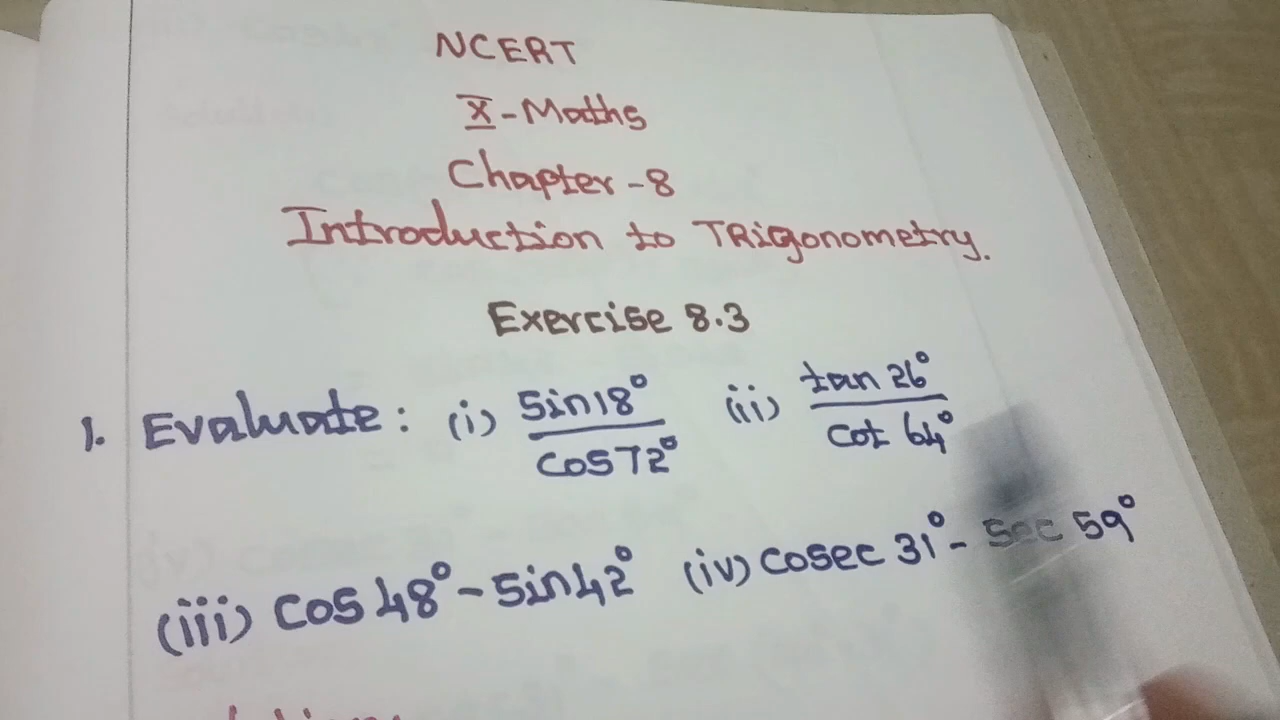 NCERT
X - Maths
Chapter - 8
Introduction to TRigonometry.
Exercise 8.3
1. Evaluate : (i) sin18°/cos72° (ii) tan 26°/cot 64°
(iii) cos 48° - sin42° (iv) cosec 31° - sec 59°